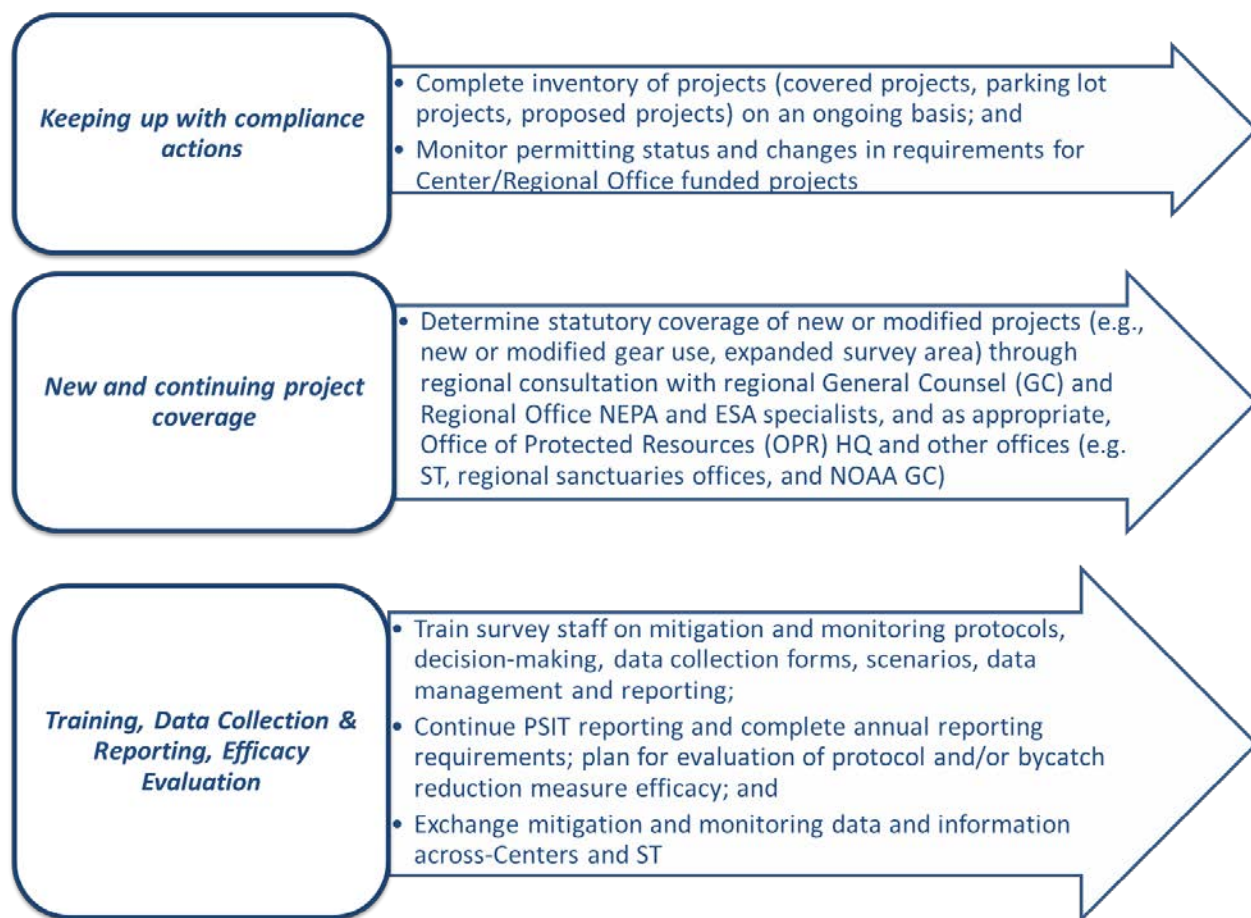 Keeping up with compliance
actions
• Complete inventory of projects (covered projects, parking lot
projects, proposed projects) on an ongoing basis; and
• Monitor permitting status and changes in requirements for
Center/Regional Office funded projects
New and continuing project
coverage
• Determine statutory coverage of new or modified projects (e.g.,
new or modified gear use, expanded survey area) through
regional consultation with regional General Counsel (GC) and
Regional Office NEPA and ESA specialists, and as appropriate,
Office of Protected Resources (OPR) HQ and other offices (e.g.
ST, regional sanctuaries offices, and NOAA GC)
Training, Data Collection &
Reporting, Efficacy
Evaluation
• Train survey staff on mitigation and monitoring protocols,
decision-making, data collection forms, scenarios, data
management and reporting;
• Continue PSIT reporting and complete annual reporting
requirements; plan for evaluation of protocol and/or bycatch
reduction measure efficacy; and
• Exchange mitigation and monitoring data and information
across-Centers and ST